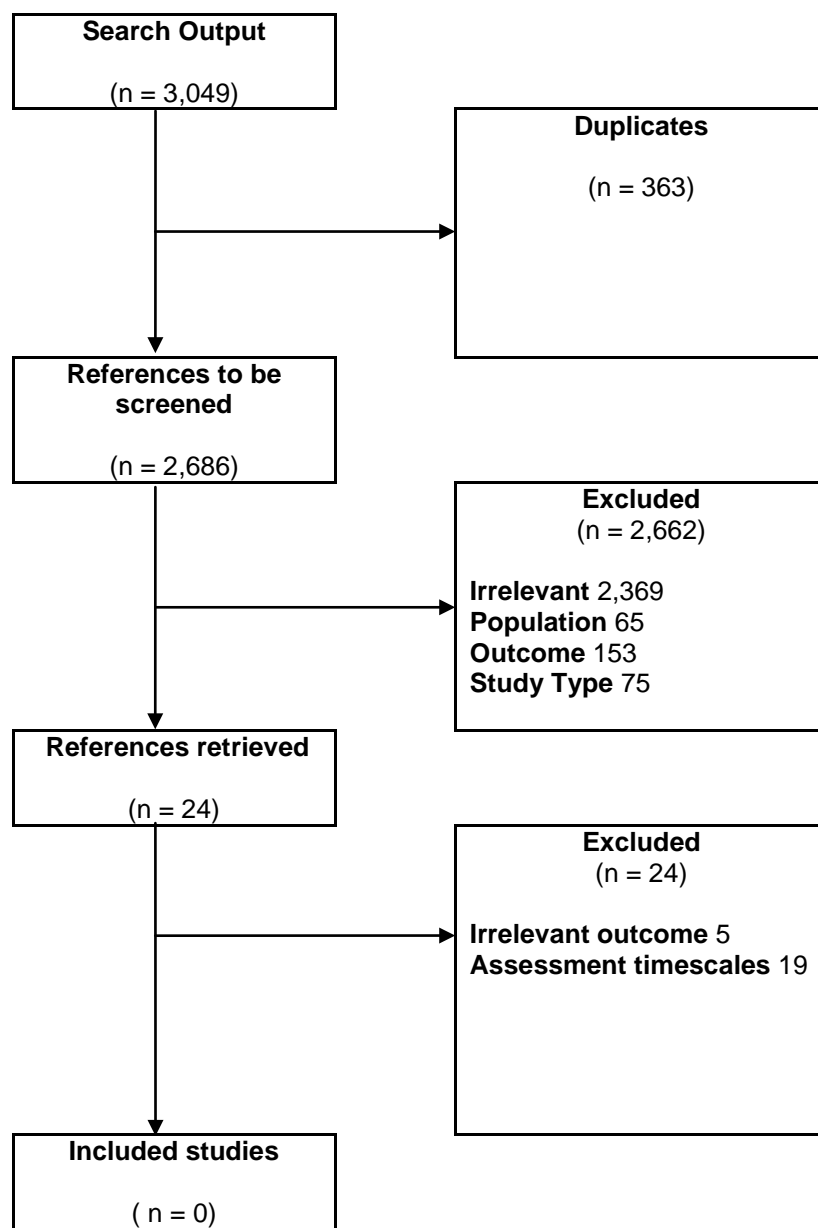 Search Output
(n = 3,049)
Duplicates
(n = 363)
References to be
screened
(n = 2,686)
Excluded
(n = 2,662)
Irrelevant 2,369
Population 65
Outcome 153
Study Type 75
References retrieved
(n = 24)
Excluded
(n = 24)
Irrelevant outcome 5
Assessment timescales 19
Included studies
( n = 0)